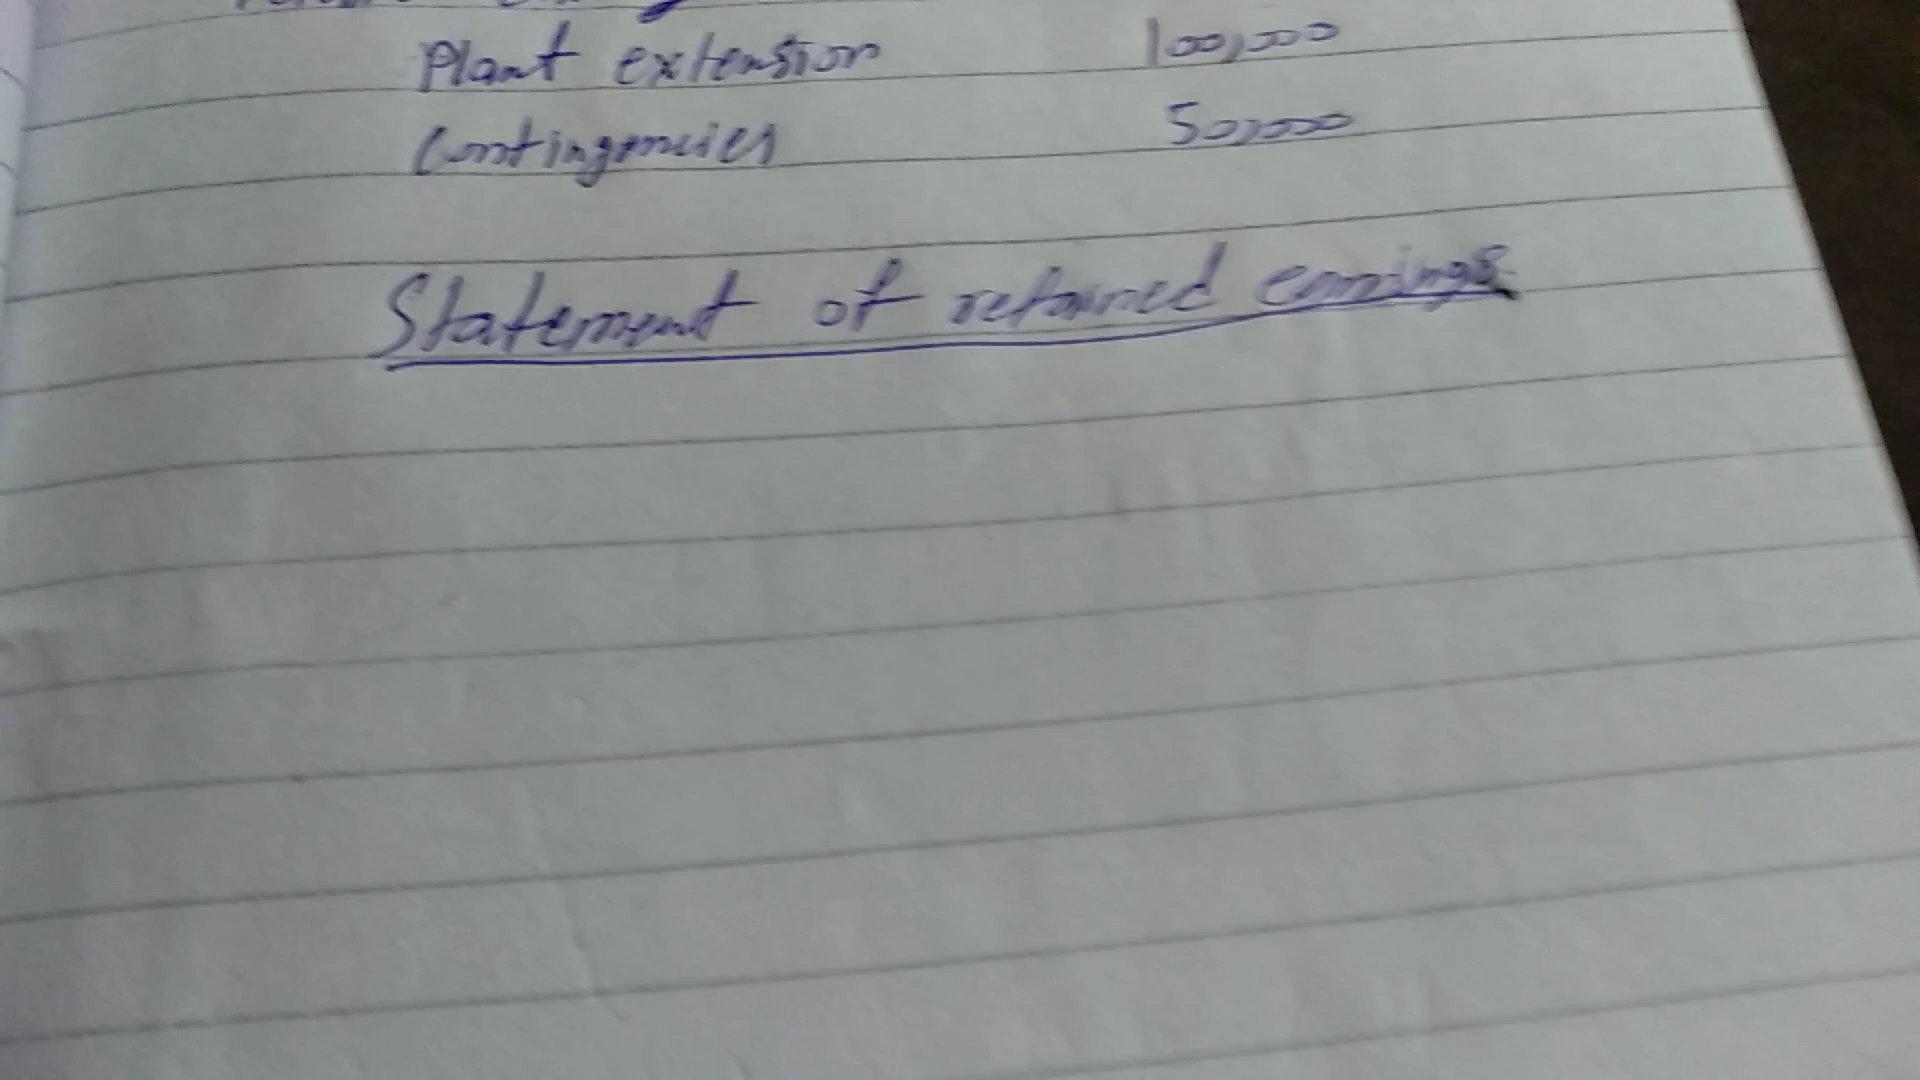 Plant extension 100,000
Contingencies 50,000
Statement of retained earnings